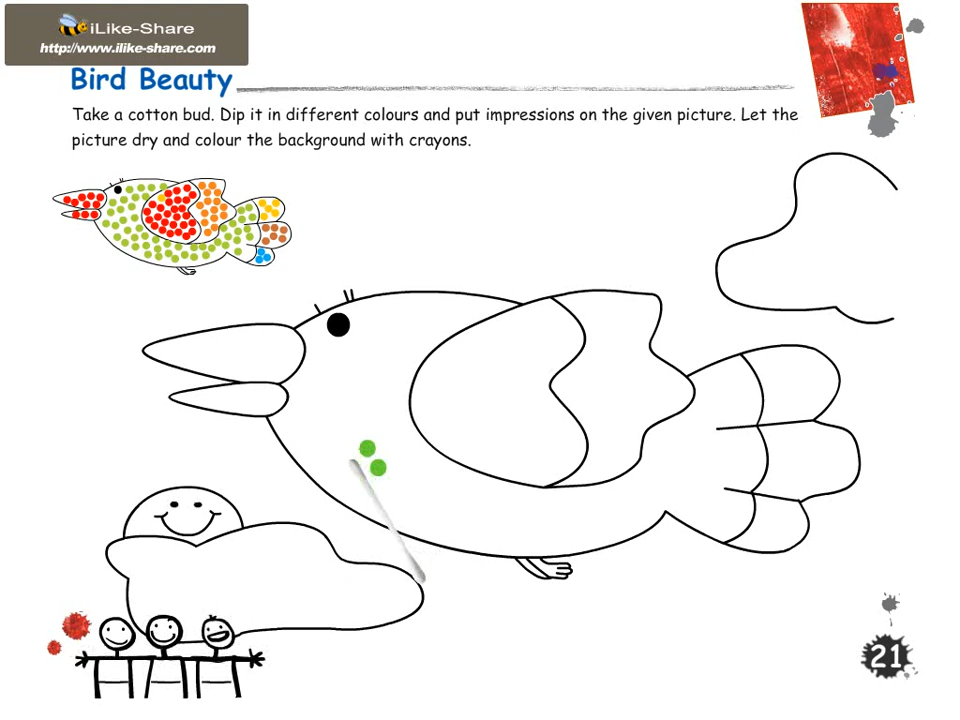 iLike-Share
http://www.ilike-share.com
Bird Beauty
Take a cotton bud. Dip it in different colours and put impressions on the given picture. Let the
picture dry and colour the background with crayons.
21